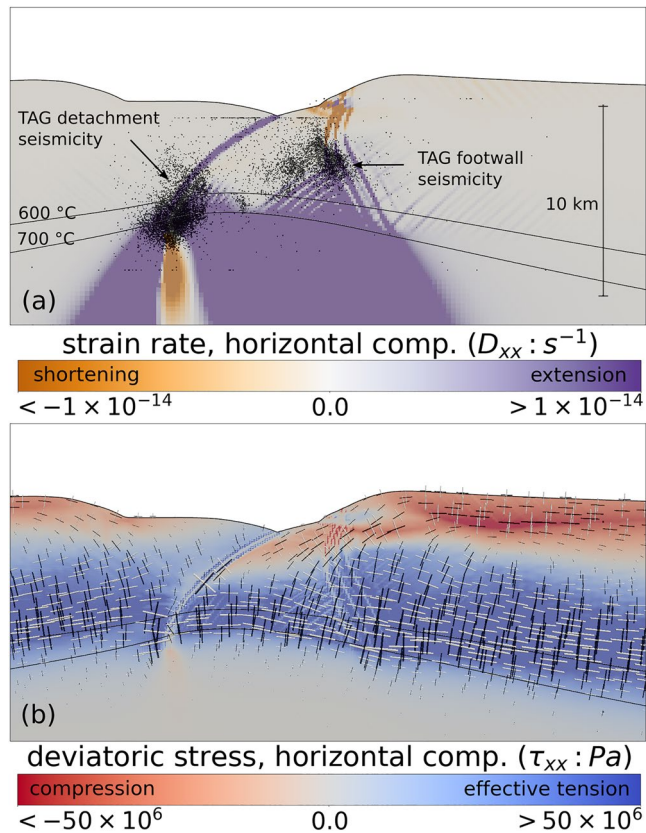 TAG detachment
seismicity
TAG footwall
seismicity
10 km
600 °C
700 °C
(a)
strain rate, horizontal comp. (Dxx : s⁻¹)
shortening extension
< −1 × 10⁻¹⁴ 0.0 > 1 × 10⁻¹⁴
(b)
deviatoric stress, horizontal comp. (τxx : Pa)
compression effective tension
< −50 × 10⁶ 0.0 > 50 × 10⁶